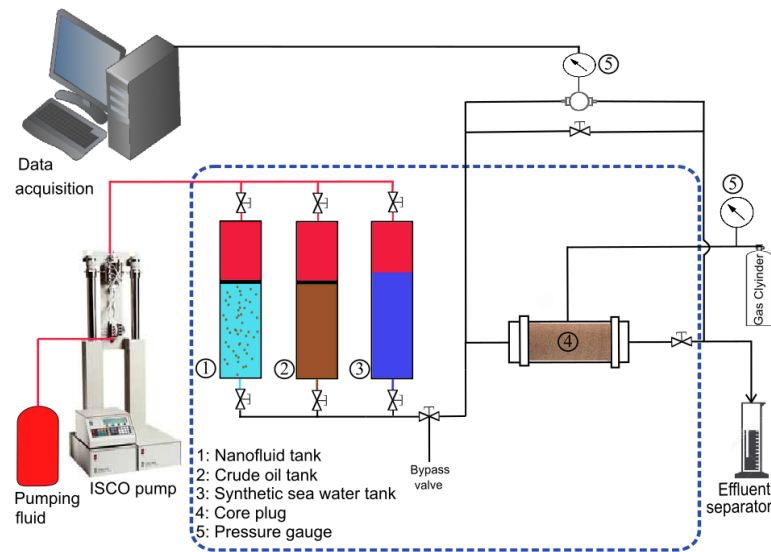 5
Data
acquisition
5
Gas Clyinder
1
2
3
4
Bypass
valve
1: Nanofluid tank
2: Crude oil tank
3: Synthetic sea water tank
4: Core plug
5: Pressure gauge
ISCO pump
Pumping
fluid
Effluent
separator